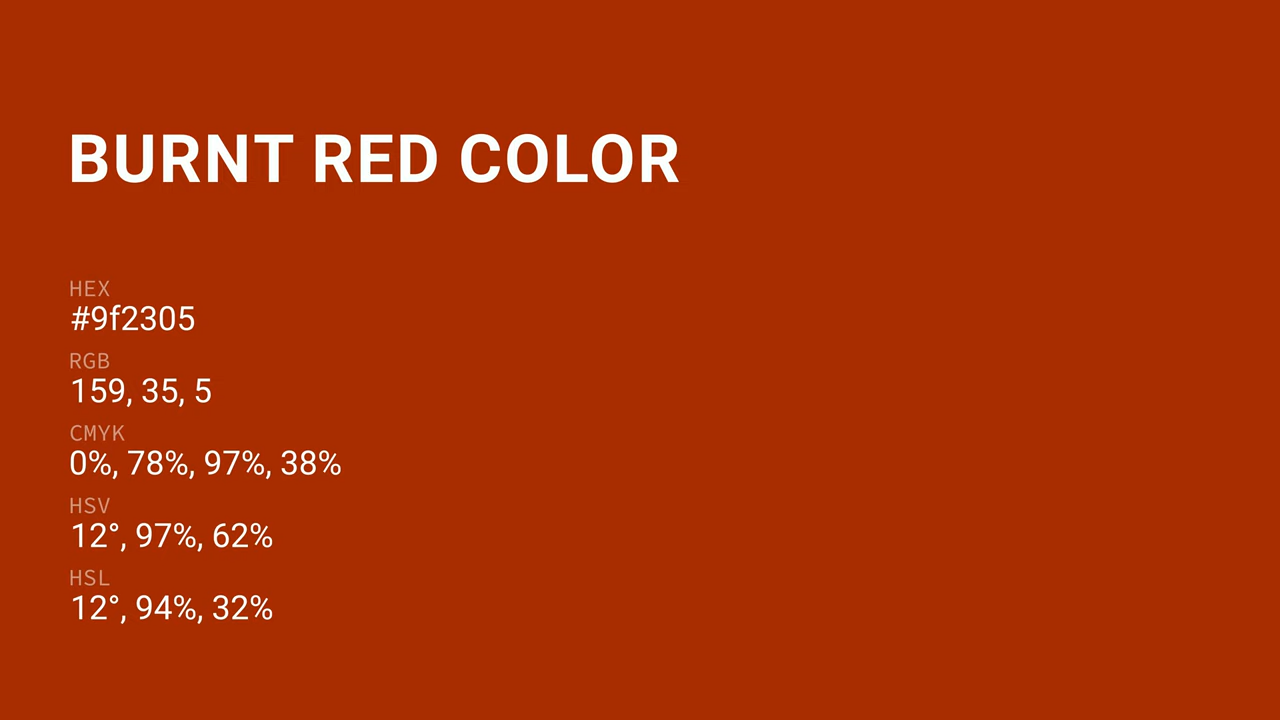 BURNT RED COLOR
HEX
#9f2305
RGB
159, 35, 5
CMYK
0%, 78%, 97%, 38%
HSV
12°, 97%, 62%
HSL
12°, 94%, 32%